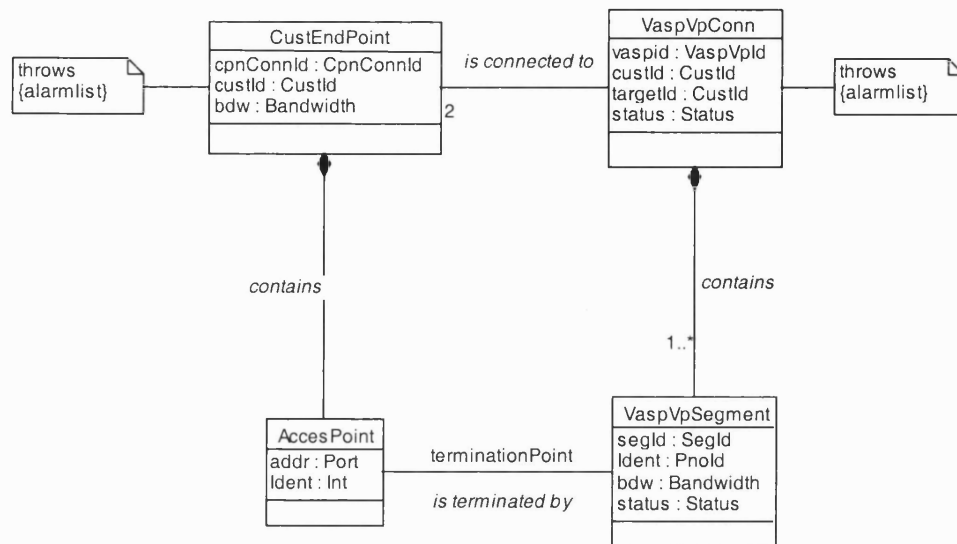 throws
{alarmlist}
CustEndPoint
cpnConnId : CpnConnId
custId : CustId
bdw : Bandwidth
is connected to
2
VaspVpConn
vaspid : VaspVpId
custId : CustId
targetId : CustId
status : Status
throws
{alarmlist}
contains
contains
1..*
AccesPoint
addr : Port
Ident : Int
terminationPoint
is terminated by
VaspVpSegment
segId : SegId
Ident : PnoId
bdw : Bandwidth
status : Status